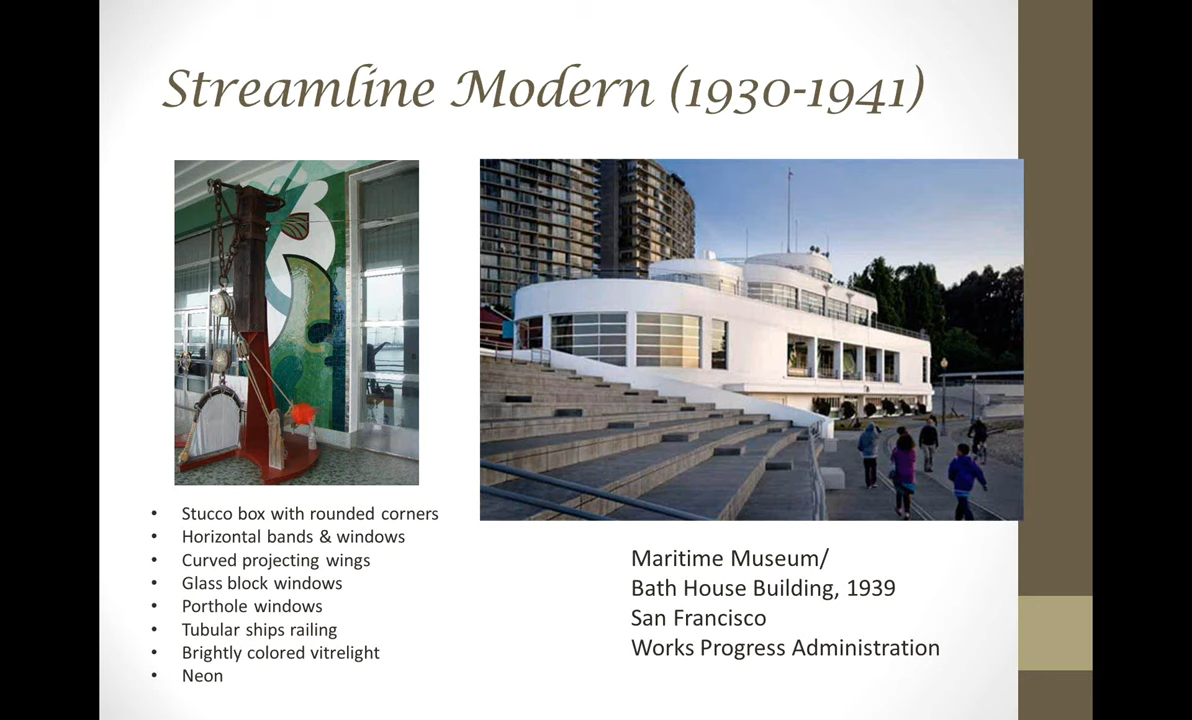 Streamline Modern (1930-1941)
• Stucco box with rounded corners
• Horizontal bands & windows
• Curved projecting wings
• Glass block windows
• Porthole windows
• Tubular ships railing
• Brightly colored vitrelight
• Neon
Maritime Museum/
Bath House Building, 1939
San Francisco
Works Progress Administration